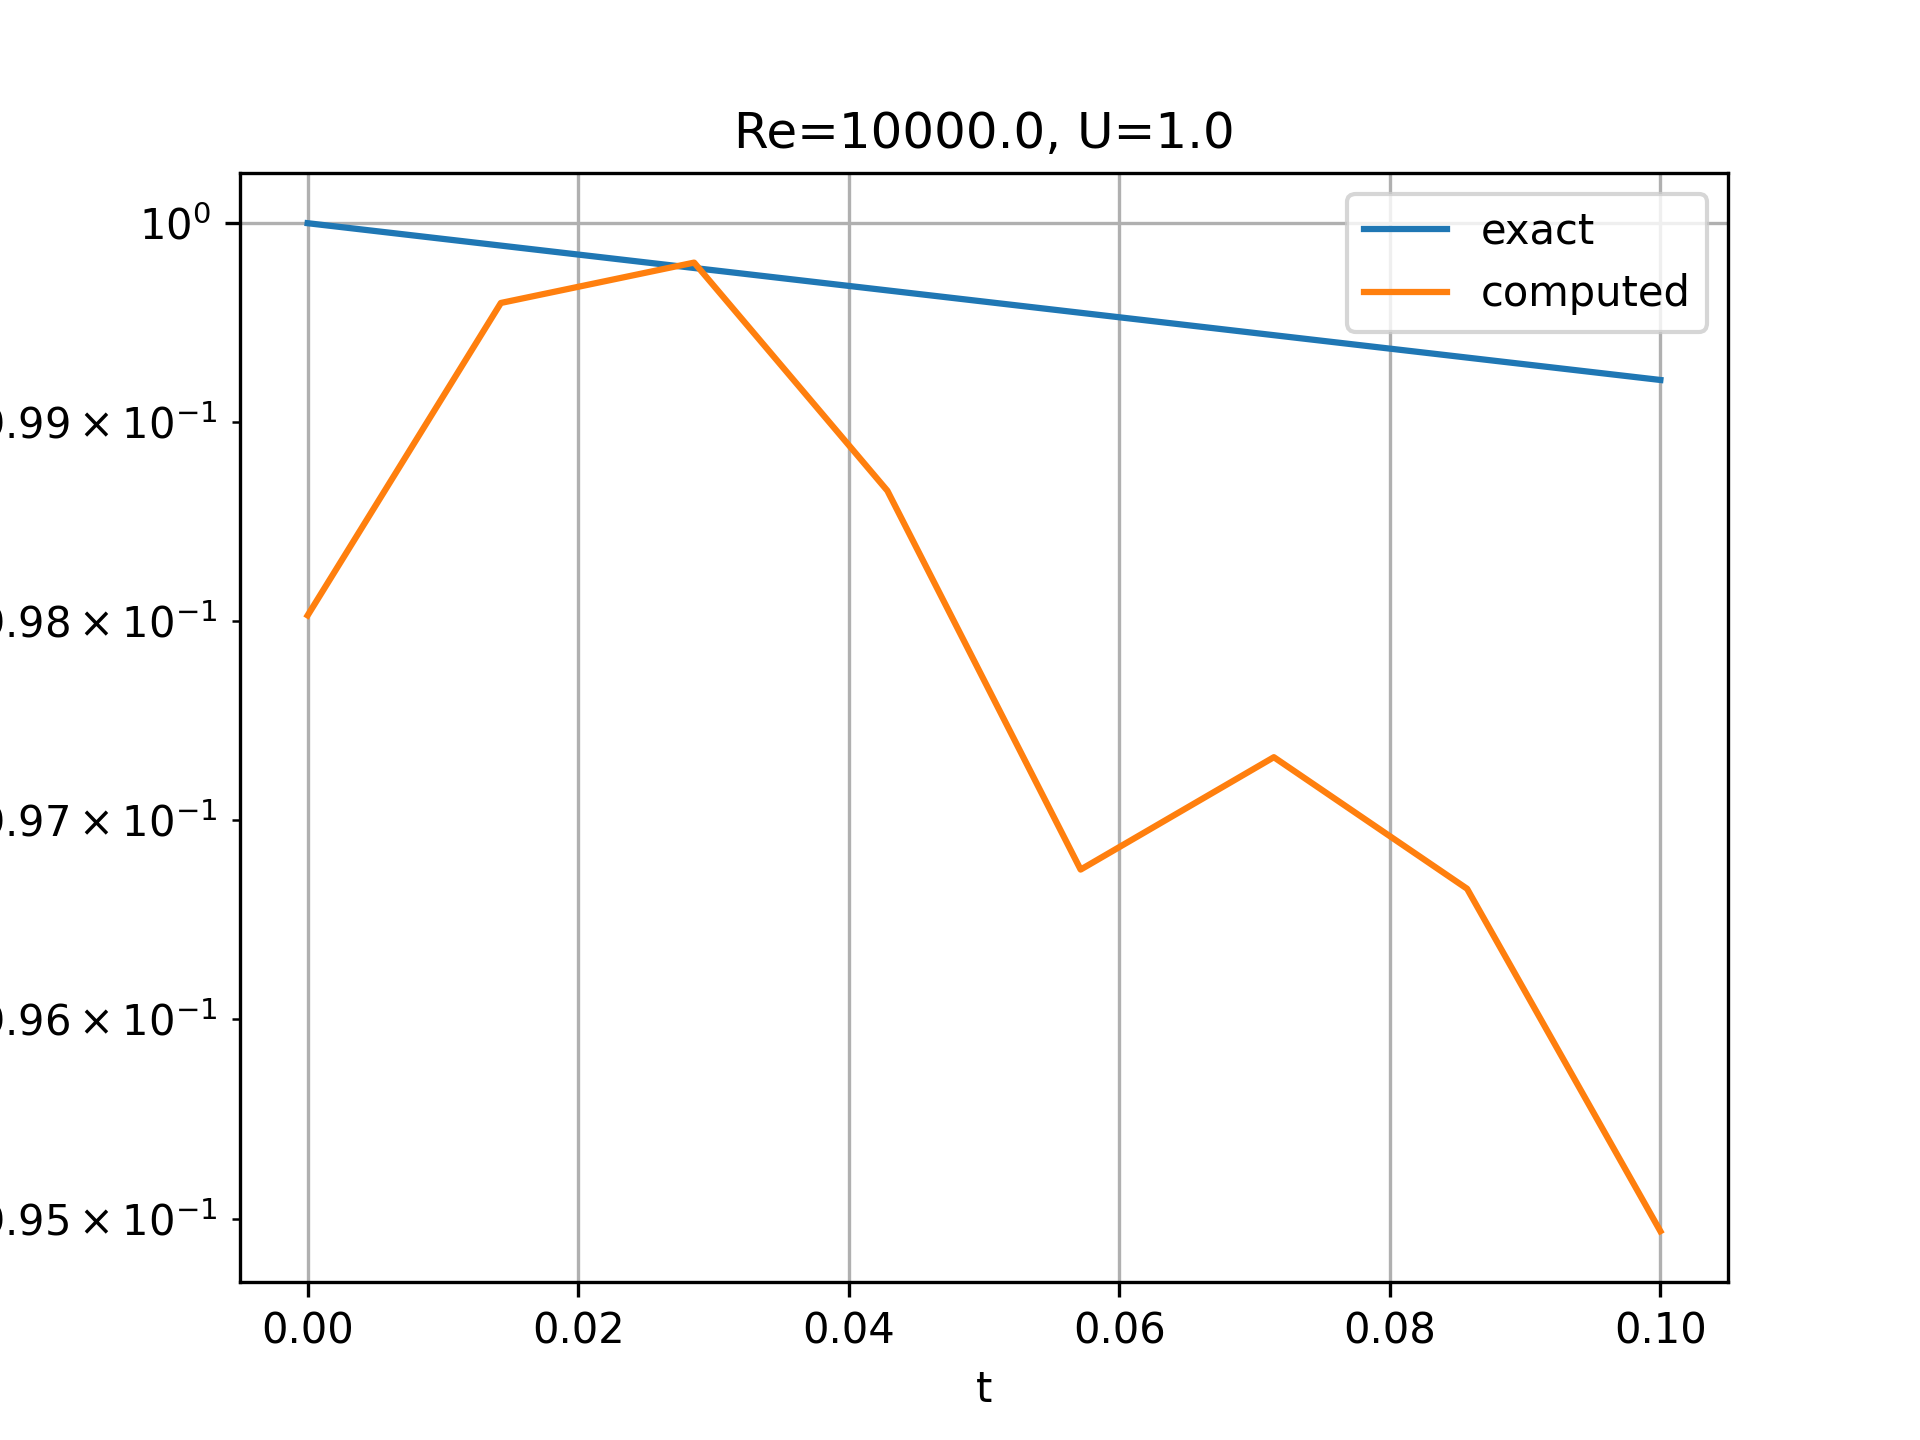 Re=10000.0, U=1.0
10⁰
exact
computed
.99 × 10⁻¹
.98 × 10⁻¹
.97 × 10⁻¹
.96 × 10⁻¹
.95 × 10⁻¹
0.00 0.02 0.04 0.06 0.08 0.10
t